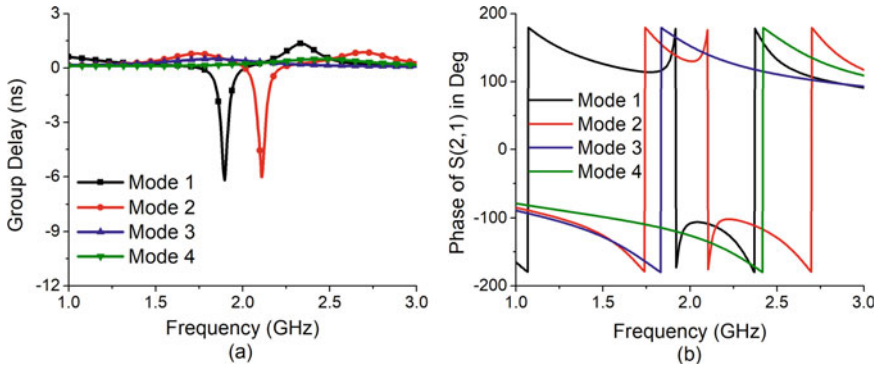 12
9
6
3
0
-3
-6
-9
-12
Group Delay (ns)
Mode 1
Mode 2
Mode 3
Mode 4
1.0
1.5
2.0
2.5
3.0
Frequency (GHz)
(a)
200
100
0
-100
-200
Phase of S(2,1) in Deg
Mode 1
Mode 2
Mode 3
Mode 4
1.0
1.5
2.0
2.5
3.0
Frequency (GHz)
(b)